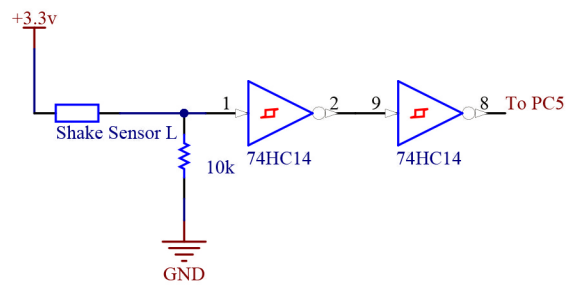 +3.3v
1
2
9
8
To PC5
Shake Sensor L
10k
74HC14
74HC14
GND